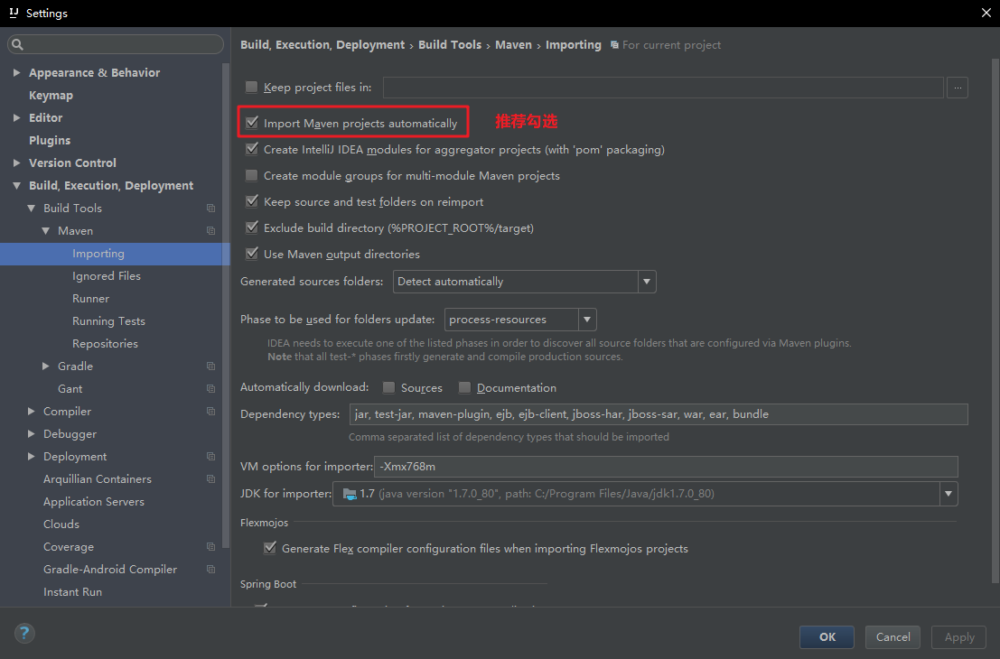 IJ Settings
Build, Execution, Deployment › Build Tools › Maven › Importing For current project
Appearance & Behavior
Keymap
Editor
Plugins
Version Control
Build, Execution, Deployment
Build Tools
Maven
Importing
Ignored Files
Runner
Running Tests
Repositories
Gradle
Gant
Compiler
Debugger
Deployment
Arquillian Containers
Application Servers
Clouds
Coverage
Gradle-Android Compiler
Instant Run
Keep project files in: ...
Import Maven projects automatically 推荐勾选
Create IntelliJ IDEA modules for aggregator projects (with 'pom' packaging)
Create module groups for multi-module Maven projects
Keep source and test folders on reimport
Exclude build directory (%PROJECT_ROOT%/target)
Use Maven output directories
Generated sources folders: Detect automatically
Phase to be used for folders update: process-resources
IDEA needs to execute one of the listed phases in order to discover all source folders that are configured via Maven plugins.
Note that all test-* phases firstly generate and compile production sources.
Automatically download: Sources Documentation
Dependency types: jar, test-jar, maven-plugin, ejb, ejb-client, jboss-har, jboss-sar, war, ear, bundle
Comma separated list of dependency types that should be imported
VM options for importer: -Xmx768m
JDK for importer: 1.7 (java version "1.7.0_80", path: C:/Program Files/Java/jdk1.7.0_80)
Flexmojos
Generate Flex compiler configuration files when importing Flexmojos projects
Spring Boot
?
OK Cancel Apply